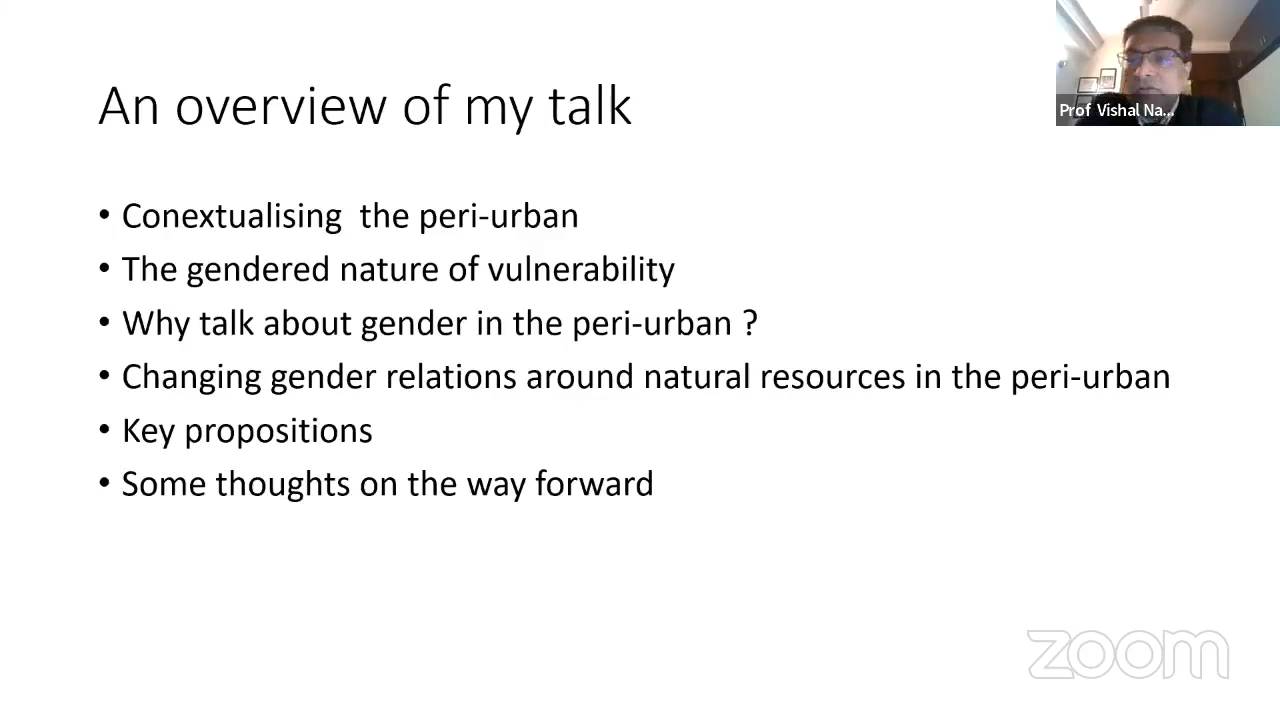 An overview of my talk
Prof Vishal Na...
• Conextualising the peri-urban
• The gendered nature of vulnerability
• Why talk about gender in the peri-urban ?
• Changing gender relations around natural resources in the peri-urban
• Key propositions
• Some thoughts on the way forward
zoom